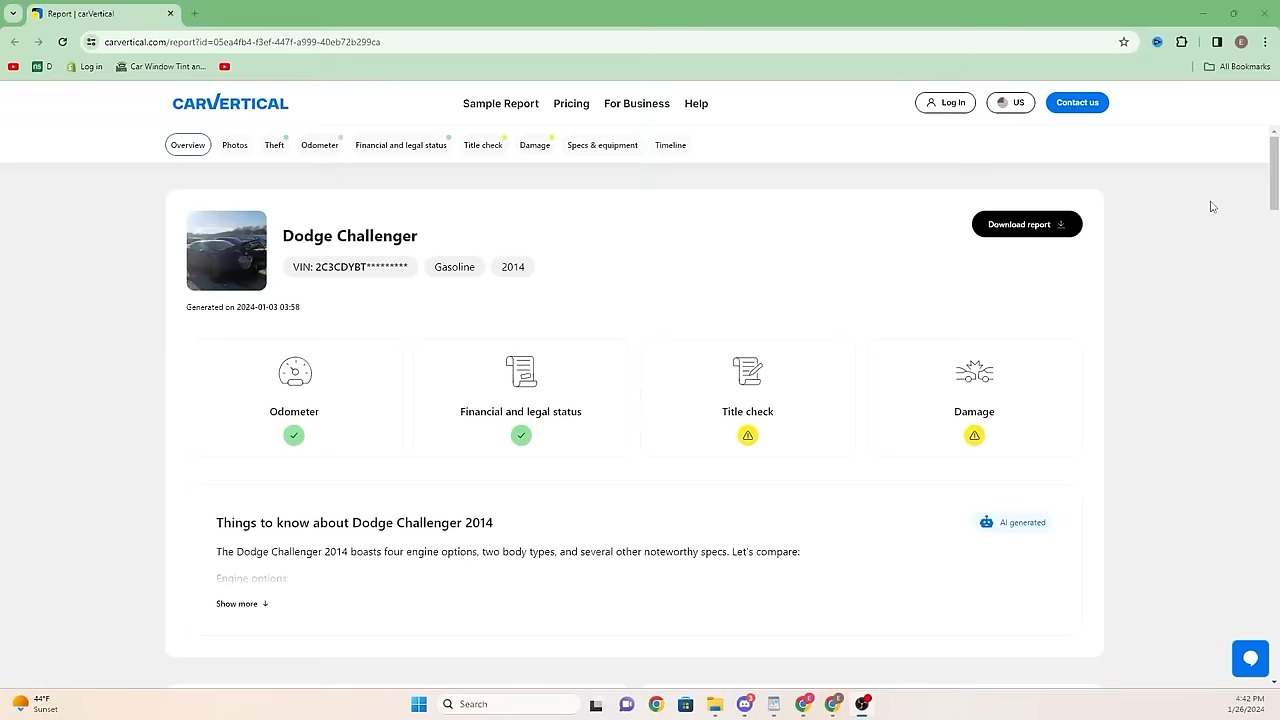 Report | carVertical
carvertical.com/report?id=05ea4fb4-f3ef-447f-a999-40eb72b299ca
D
Log in
Car Window Tint an...
All Bookmarks
CARVERTICAL
Sample Report
Pricing
For Business
Help
Log In
US
Contact us
Overview
Photos
Theft
Odometer
Financial and legal status
Title check
Damage
Specs & equipment
Timeline
Dodge Challenger
Download report
VIN: 2C3CDYBT*********
Gasoline
2014
Generated on 2024-01-03 03:58
Odometer
Financial and legal status
Title check
Damage
Things to know about Dodge Challenger 2014
AI generated
The Dodge Challenger 2014 boasts four engine options, two body types, and several other noteworthy specs. Let's compare:
Engine options:
Show more
44°F
Sunset
Search
4:42 PM
1/26/2024